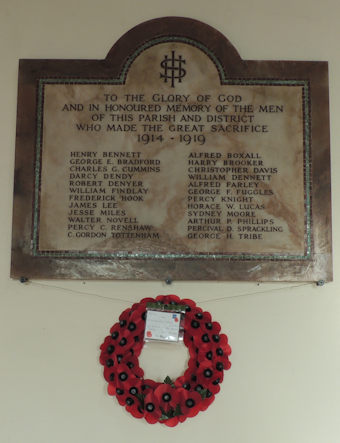 IHS
TO THE GLORY OF GOD
AND IN HONOURED MEMORY OF THE MEN
OF THIS PARISH AND DISTRICT
WHO MADE THE GREAT SACRIFICE
1914 - 1919
HENRY BENNETT
GEORGE E. BRADFORD
CHARLES G. CUMMINS
DARCY DENDY
ROBERT DENYER
WILLIAM FINDLAY
FREDERICK HOOK
JAMES LEE
JESSE MILES
WALTER NOVELL
PERCY C. RENSHAW
C. GORDON TOTTENHAM
ALFRED BOXALL
HARRY BROOKER
CHRISTOPHER DAVIS
WILLIAM DENNETT
ALFRED FARLEY
GEORGE F. FUGGLES
PERCY KNIGHT
HORACE W. LUCAS
SYDNEY MOORE
ARTHUR P. PHILLIPS
PERCIVAL D. SPRACKLING
GEORGE H. TRIBE